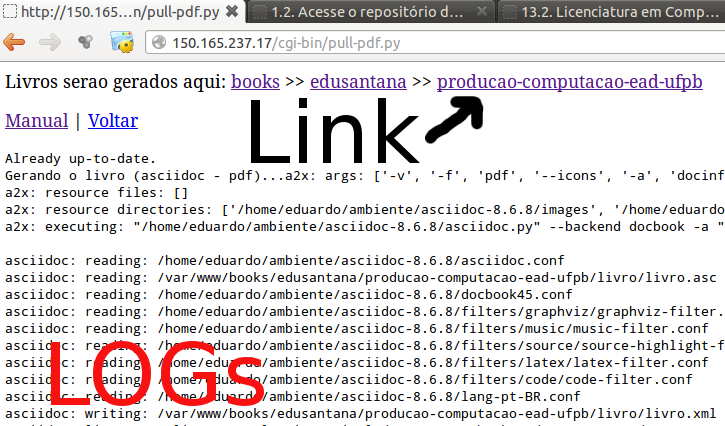 http://150.165...n/pull-pdf.py
1.2. Acesse o repositório d...
13.2. Licenciatura em Comp...
150.165.237.17/cgi-bin/pull-pdf.py
Livros serao gerados aqui: books >> edusantana >> producao-computacao-ead-ufpb
Link
Manual | Voltar
Already up-to-date.
Gerando o livro (asciidoc - pdf)...a2x: args: ['-v', '-f', 'pdf', '--icons', '-a', 'docinf
a2x: resource files: []
a2x: resource directories: ['/home/eduardo/ambiente/asciidoc-8.6.8/images', '/home/eduardo
a2x: executing: "/home/eduardo/ambiente/asciidoc-8.6.8/asciidoc.py" --backend docbook -a "
asciidoc: reading: /home/eduardo/ambiente/asciidoc-8.6.8/asciidoc.conf
asciidoc: reading: /var/www/books/edusantana/producao-computacao-ead-ufpb/livro/livro.asc
asciidoc: reading: /home/eduardo/ambiente/asciidoc-8.6.8/docbook45.conf
asciidoc: reading: /home/eduardo/ambiente/asciidoc-8.6.8/filters/graphviz/graphviz-filter.
asciidoc: reading: /home/eduardo/ambiente/asciidoc-8.6.8/filters/music/music-filter.conf
asciidoc: reading: /home/eduardo/ambiente/asciidoc-8.6.8/filters/source/source-highlight-f
asciidoc: reading: /home/eduardo/ambiente/asciidoc-8.6.8/filters/latex/latex-filter.conf
asciidoc: reading: /home/eduardo/ambiente/asciidoc-8.6.8/filters/code/code-filter.conf
asciidoc: reading: /home/eduardo/ambiente/asciidoc-8.6.8/lang-pt-BR.conf
asciidoc: writing: /var/www/books/edusantana/producao-computacao-ead-ufpb/livro/livro.xml
LOGs